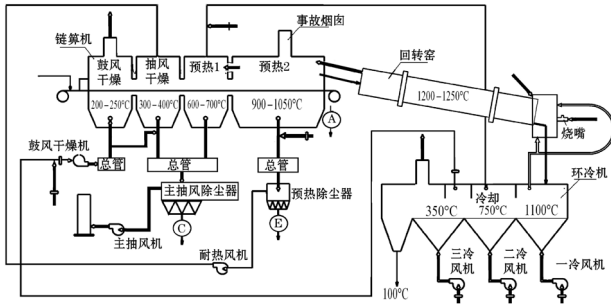 事故烟囱
链箅机
鼓风
干燥
抽风
干燥
预热1
预热2
回转窑
200-250°C
300-400°C
600-700°C
900-1050°C
1200-1250°C
A
烧嘴
鼓风干燥机
总管
总管
总管
环冷机
主抽风除尘器
预热除尘器
冷却
350°C
750°C
1100°C
C
E
主抽风机
耐热风机
100°C
三冷
风机
二冷
风机
一冷
风机